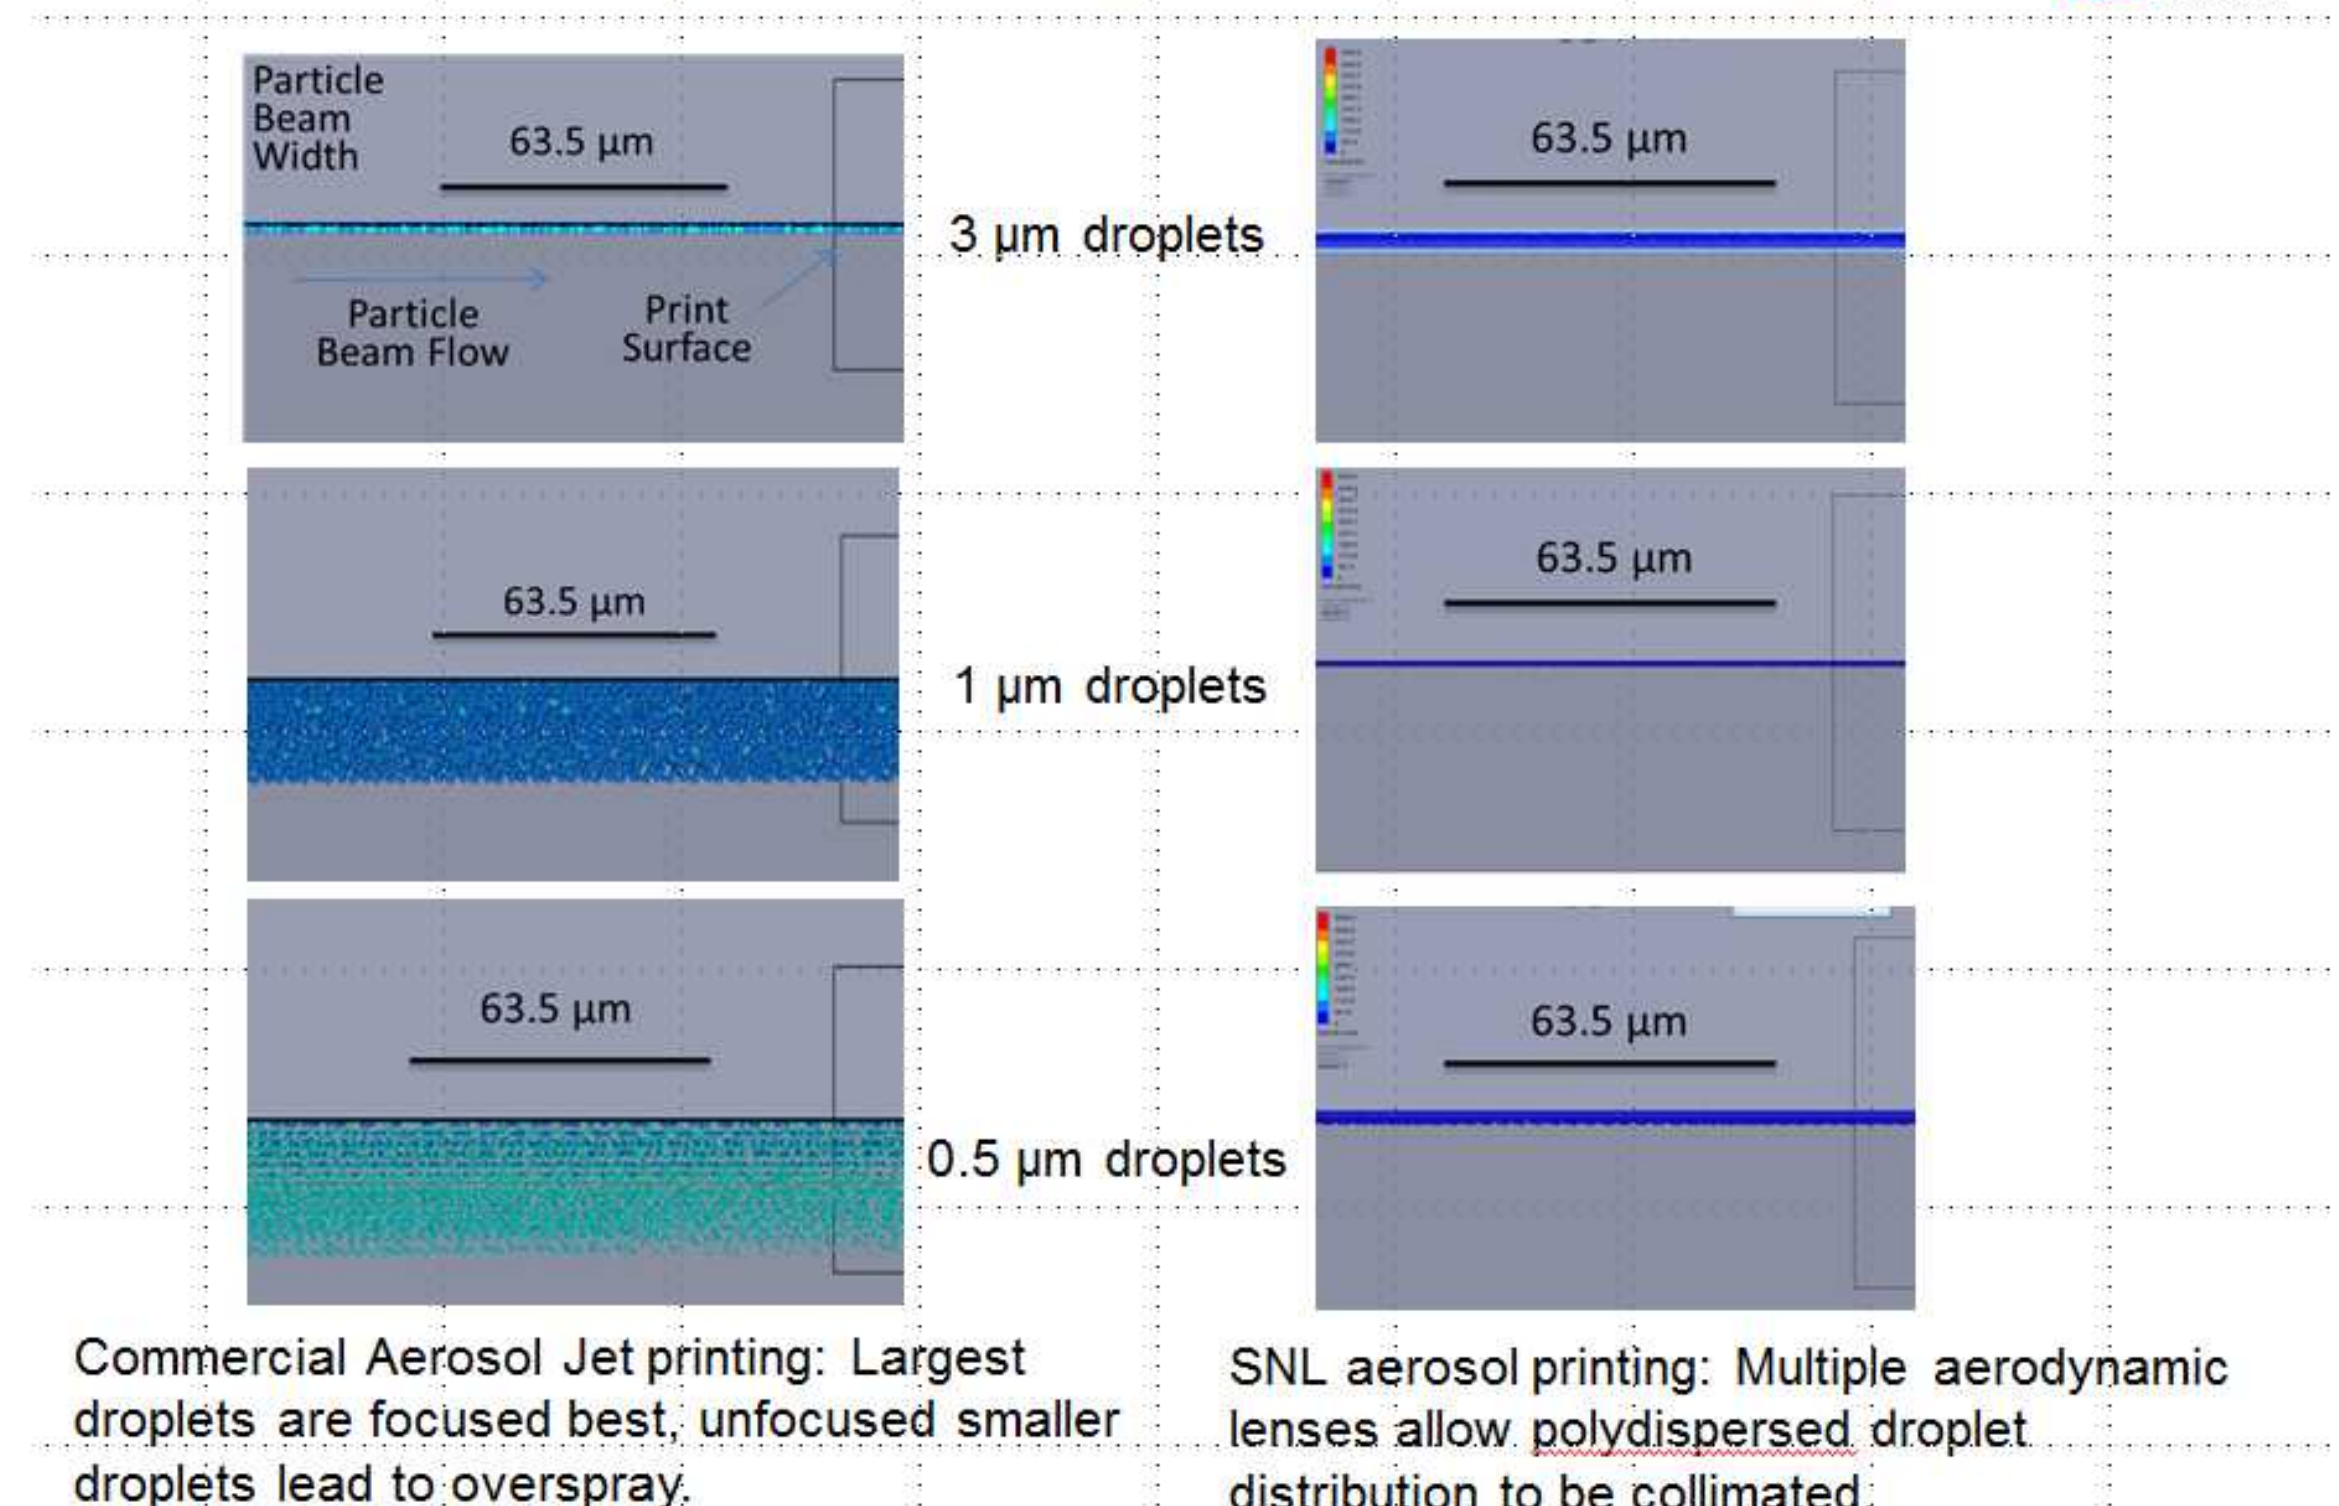 Particle
Beam
Width
63.5 µm
Particle
Beam Flow
Print
Surface
3 µm droplets
63.5 µm
63.5 µm
1 µm droplets
63.5 µm
63.5 µm
0.5 µm droplets
63.5 µm
Commercial Aerosol Jet printing: Largest
droplets are focused best, unfocused smaller
droplets lead to overspray.
SNL aerosol printing: Multiple aerodynamic
lenses allow polydispersed droplet
distribution to be collimated.